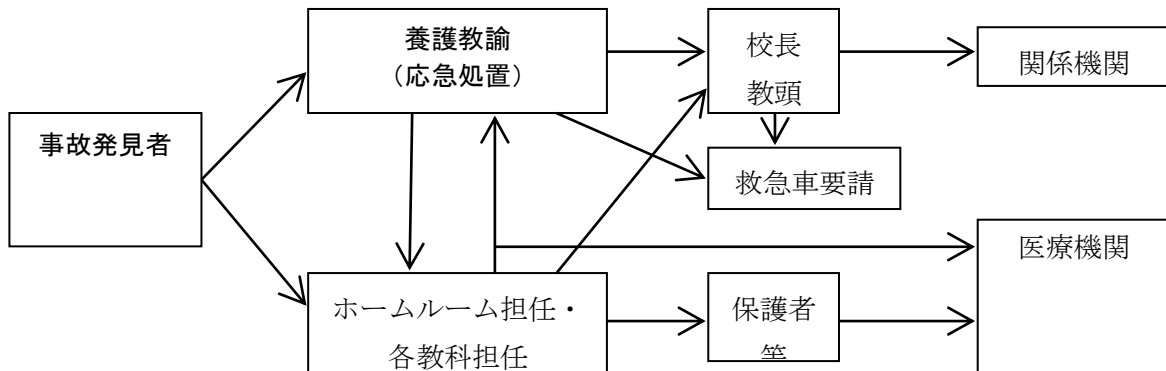 養護教諭
（応急処置）
校長
教頭
関係機関
事故発見者
救急車要請
医療機関
ホームルーム担任・
各教科担任
保護者
等